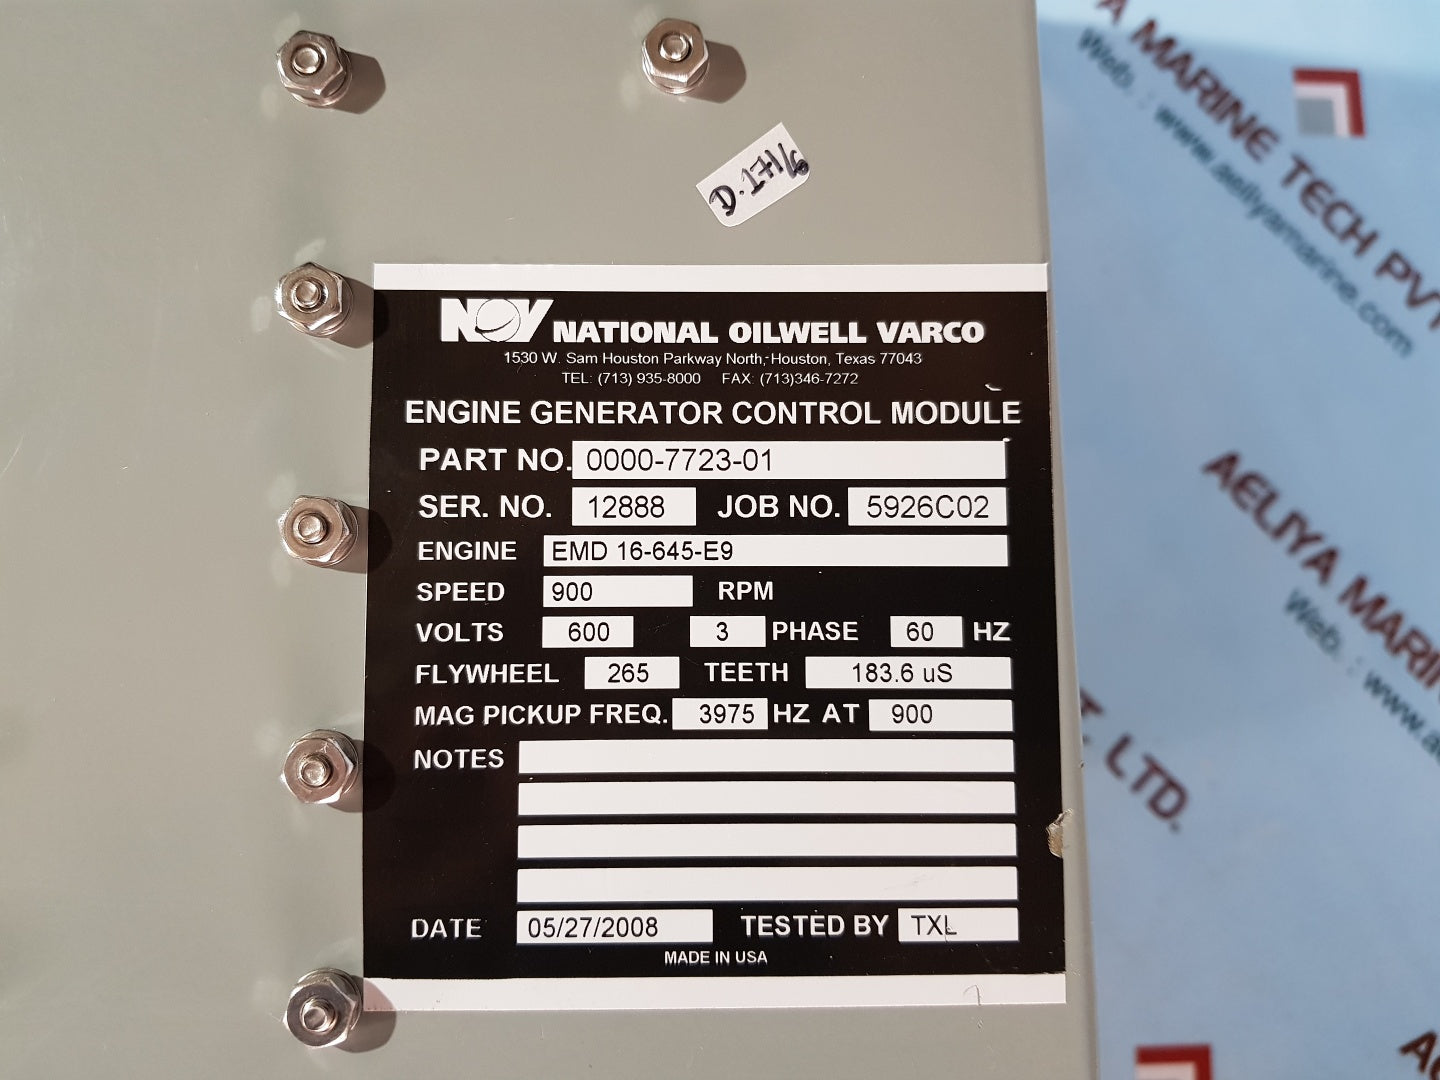 D.171/6
NOV NATIONAL OILWELL VARCO
1530 W. Sam Houston Parkway North, Houston, Texas 77043
TEL: (713) 935-8000 FAX: (713)346-7272
ENGINE GENERATOR CONTROL MODULE
PART NO. 0000-7723-01
SER. NO. 12888 JOB NO. 5926C02
ENGINE EMD 16-645-E9
SPEED 900 RPM
VOLTS 600 3 PHASE 60 HZ
FLYWHEEL 265 TEETH 183.6 uS
MAG PICKUP FREQ. 3975 HZ AT 900
NOTES
DATE 05/27/2008 TESTED BY TXL
MADE IN USA
A MARINE TECH PVT
Web. : www.aeliyamarine.com
AELIYA MARIN
Web. : www.ae
T. LTD.